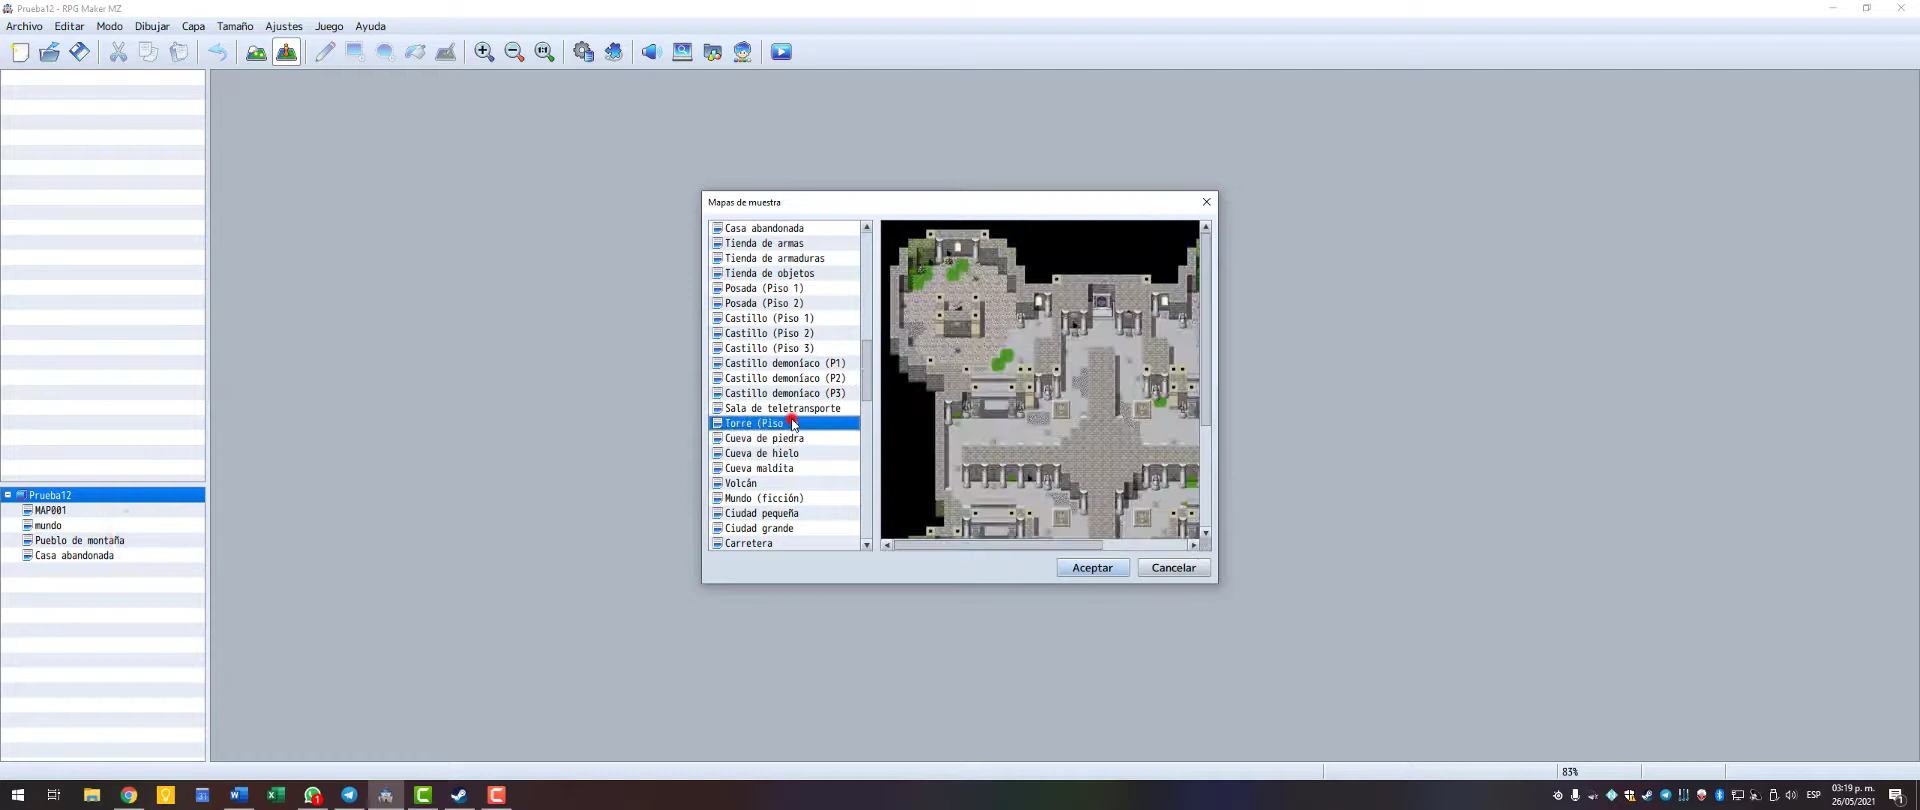 Prueba12 - RPG Maker MZ
Archivo Editar Modo Dibujar Capa Tamaño Ajustes Juego Ayuda
1:1
Mapas de muestra
Casa abandonada
Tienda de armas
Tienda de armaduras
Tienda de objetos
Posada (Piso 1)
Posada (Piso 2)
Castillo (Piso 1)
Castillo (Piso 2)
Castillo (Piso 3)
Castillo demoníaco (P1)
Castillo demoníaco (P2)
Castillo demoníaco (P3)
Sala de teletransporte
Torre (Piso
Cueva de piedra
Cueva de hielo
Cueva maldita
Volcán
Mundo (ficción)
Ciudad pequeña
Ciudad grande
Carretera
Aceptar Cancelar
Prueba12
MAP001
mundo
Pueblo de montaña
Casa abandonada
83%
ESP
03:19 p. m.
26/05/2021